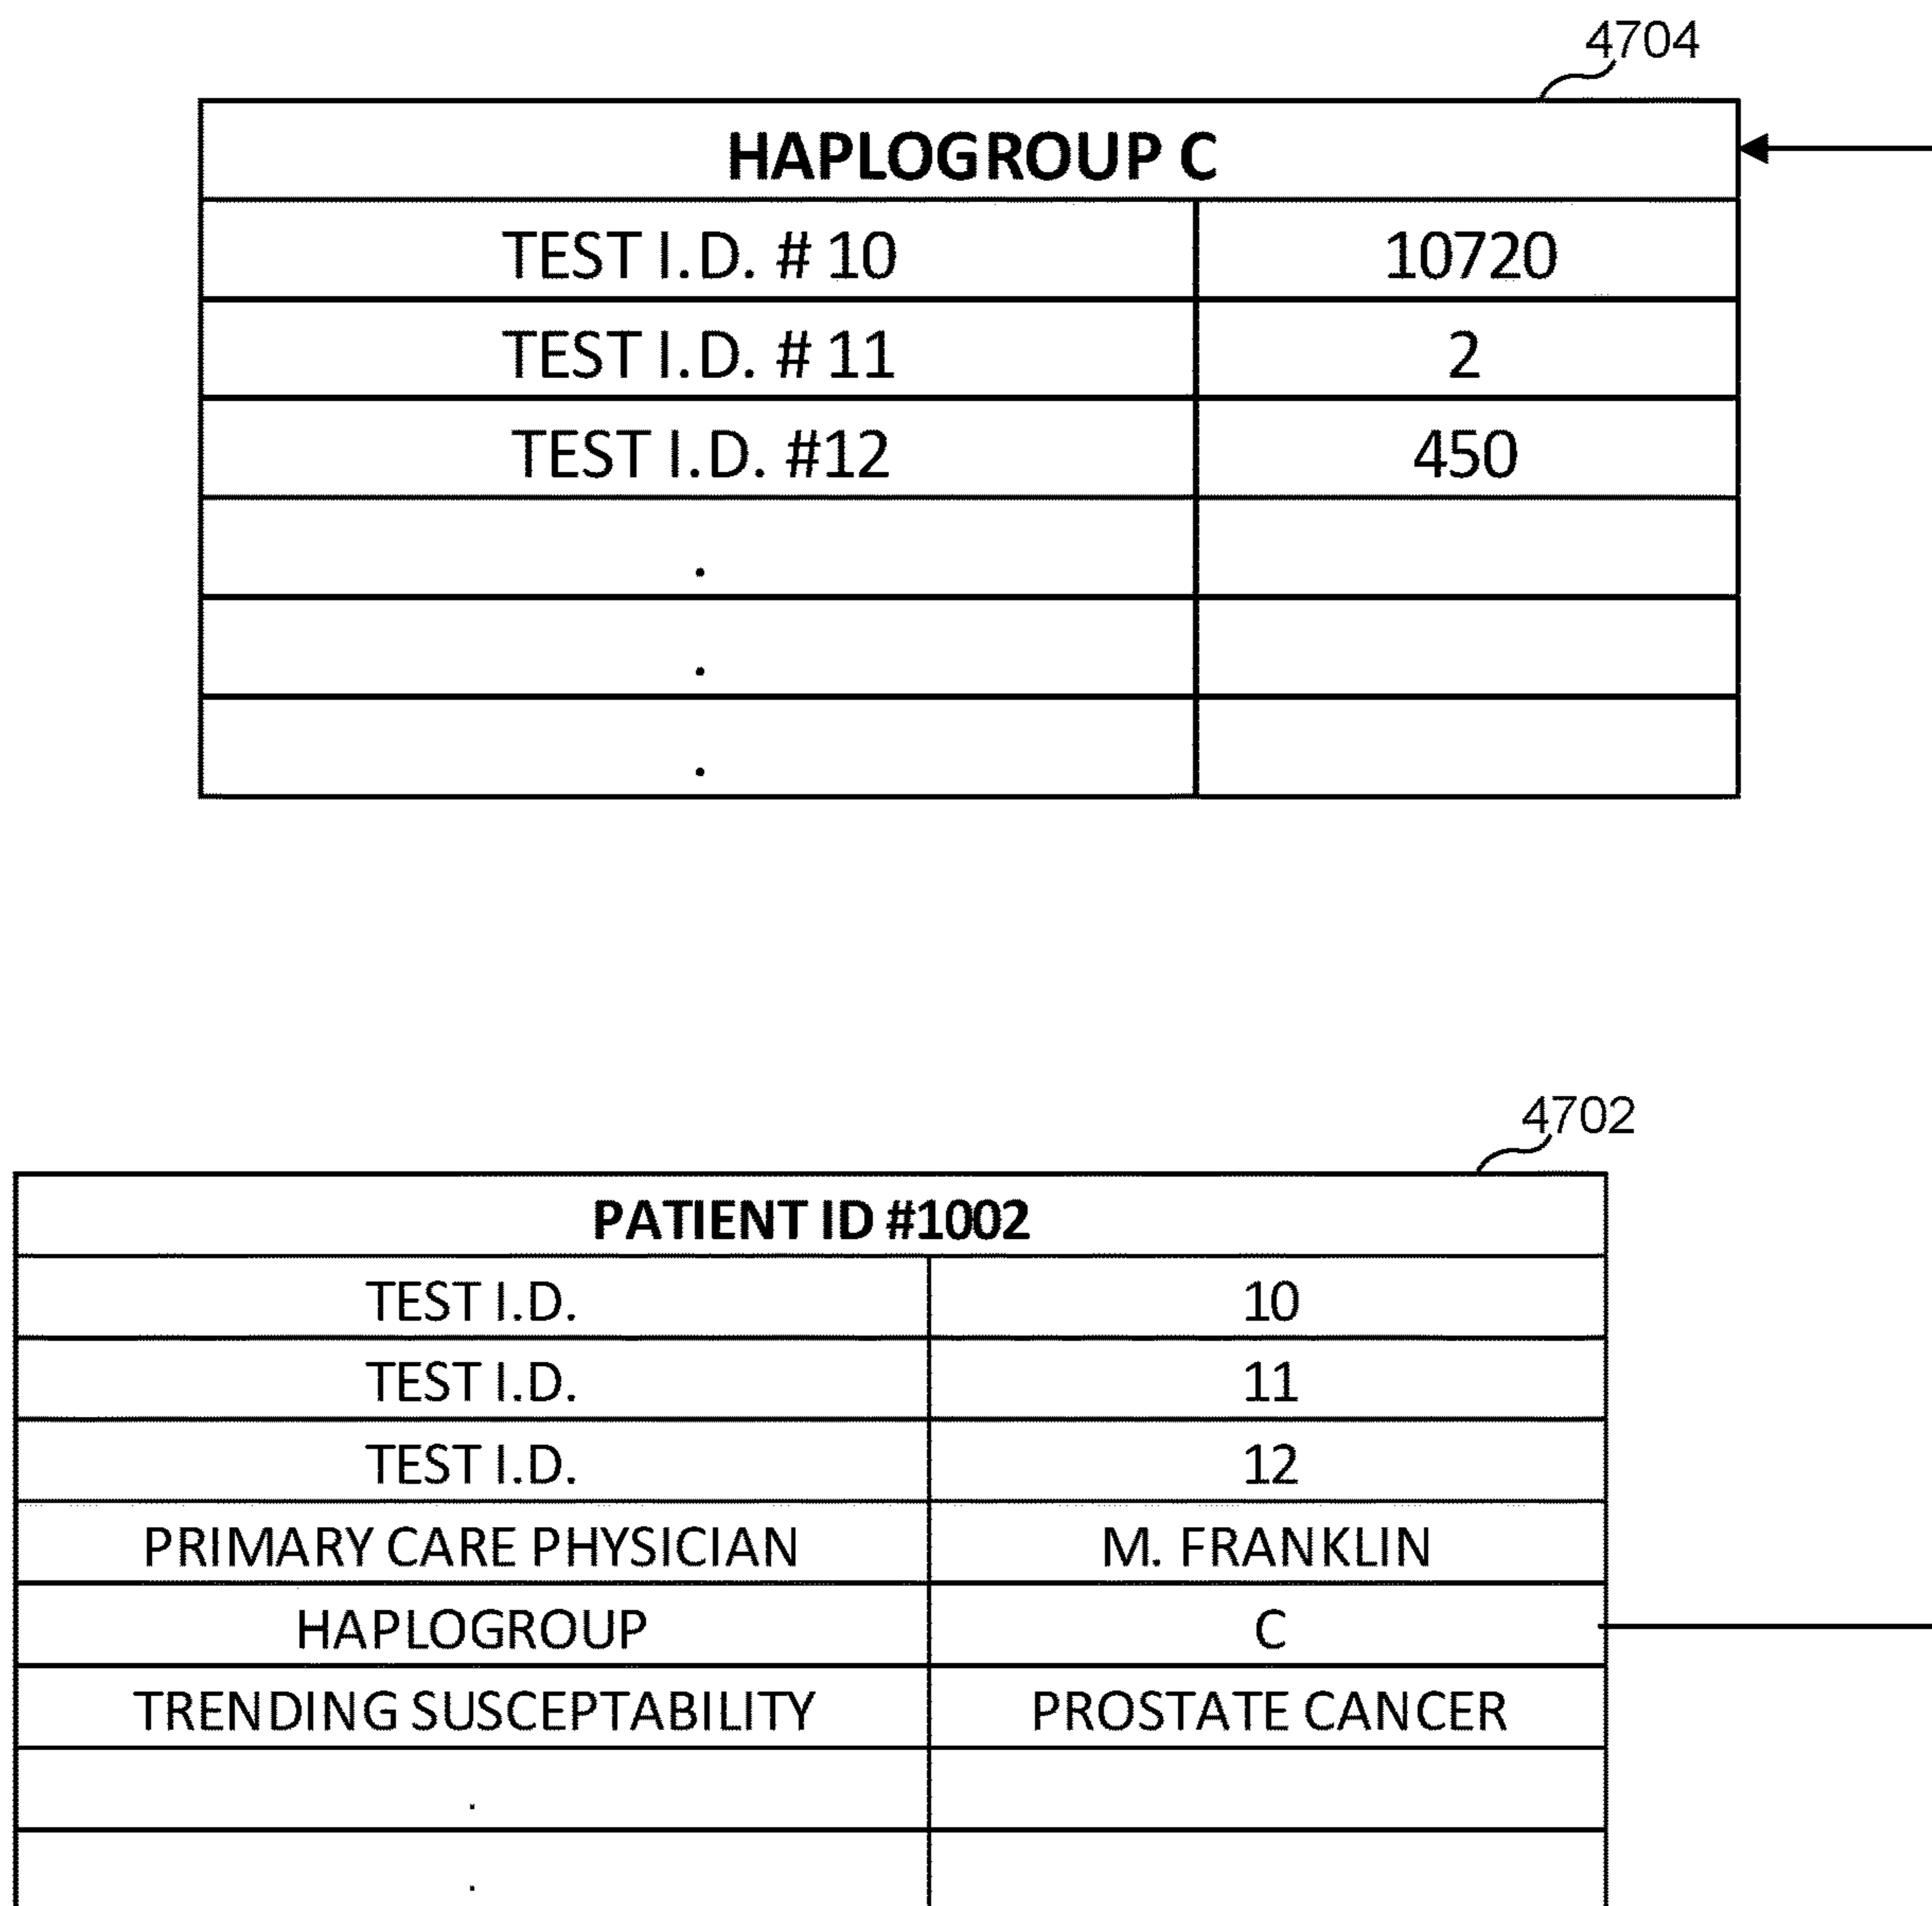 4704
HAPLOGROUP C
TEST I.D. # 10 10720
TEST I.D. # 11 2
TEST I.D. #12 450
.
.
.
4702
PATIENT ID #1002
TEST I.D. 10
TEST I.D. 11
TEST I.D. 12
PRIMARY CARE PHYSICIAN M. FRANKLIN
HAPLOGROUP C
TRENDING SUSCEPTABILITY PROSTATE CANCER
.
.